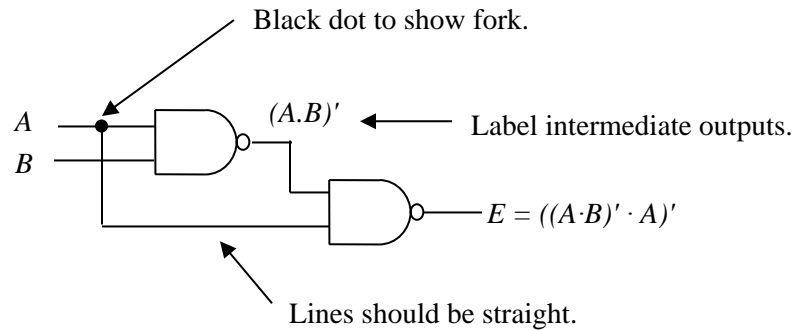 Black dot to show fork.
A
(A.B)'
Label intermediate outputs.
B
E = ((A·B)' · A)'
Lines should be straight.